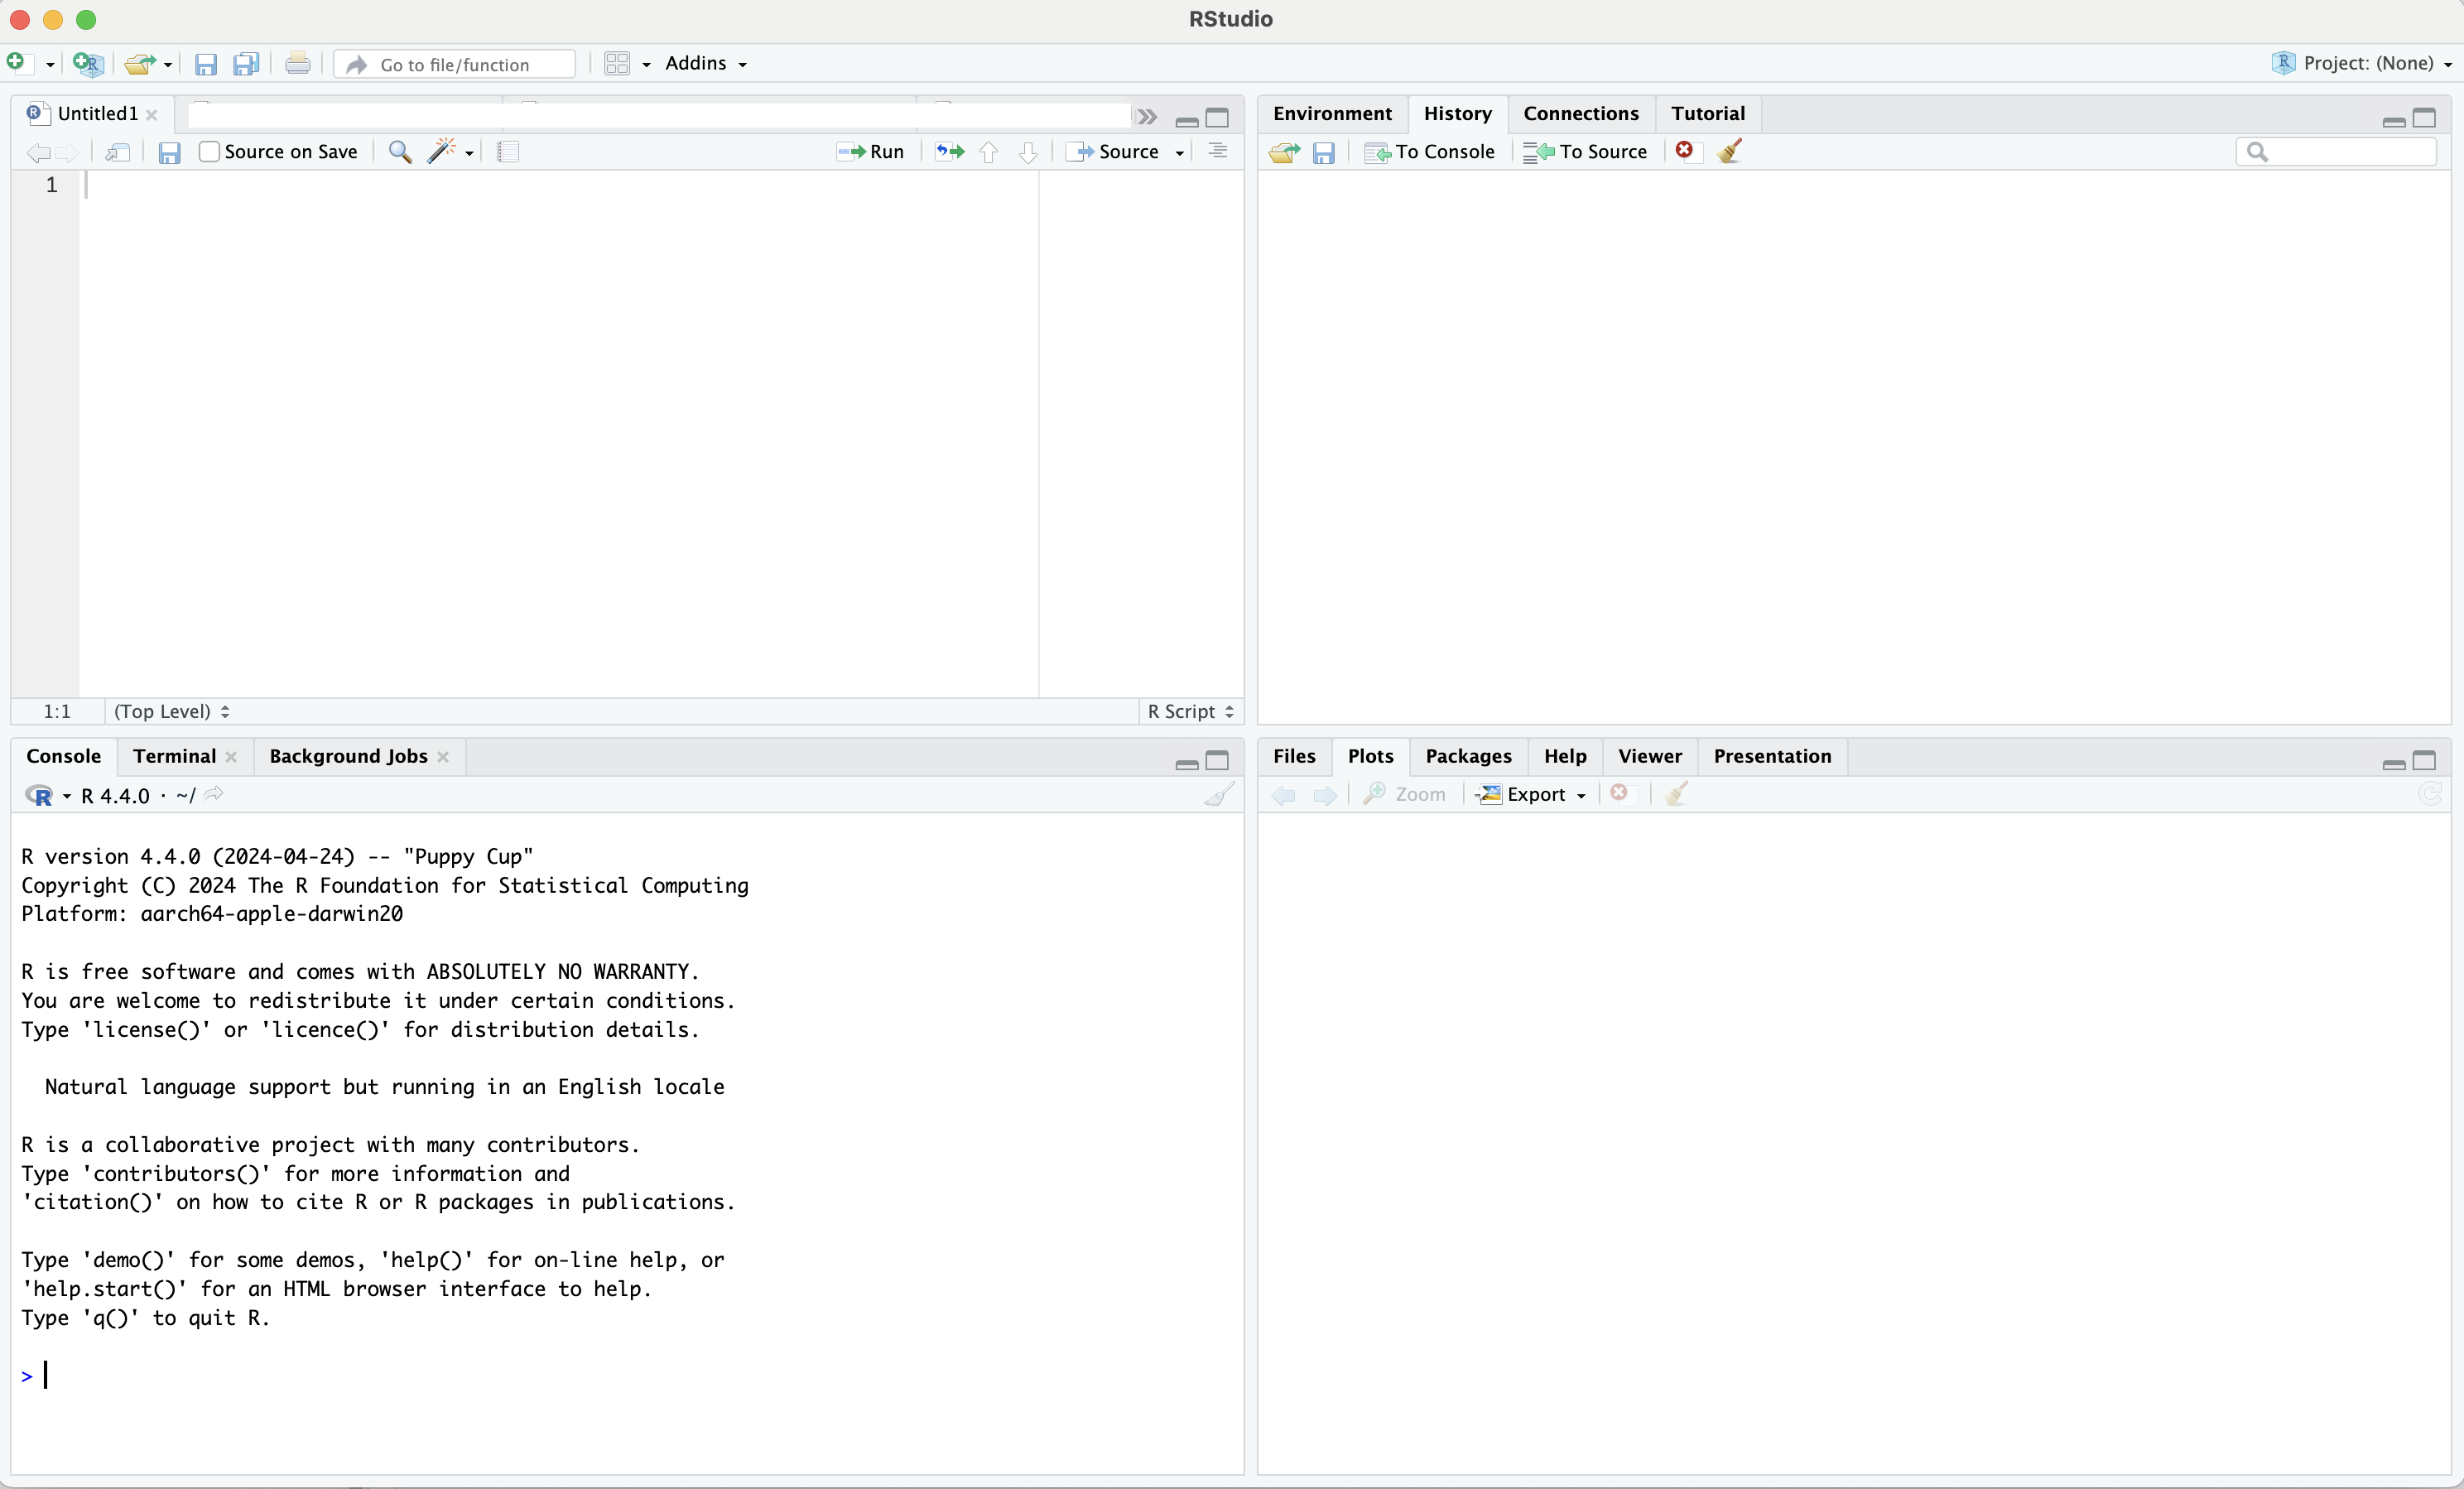 RStudio
Go to file/function Addins Project: (None)
Untitled1
Source on Save Run Source
1
1:1 (Top Level) R Script
Environment History Connections Tutorial
To Console To Source
Console Terminal Background Jobs
R 4.4.0 · ~/
R version 4.4.0 (2024-04-24) -- "Puppy Cup"
Copyright (C) 2024 The R Foundation for Statistical Computing
Platform: aarch64-apple-darwin20
R is free software and comes with ABSOLUTELY NO WARRANTY.
You are welcome to redistribute it under certain conditions.
Type 'license()' or 'licence()' for distribution details.
Natural language support but running in an English locale
R is a collaborative project with many contributors.
Type 'contributors()' for more information and
'citation()' on how to cite R or R packages in publications.
Type 'demo()' for some demos, 'help()' for on-line help, or
'help.start()' for an HTML browser interface to help.
Type 'q()' to quit R.
>
Files Plots Packages Help Viewer Presentation
Zoom Export